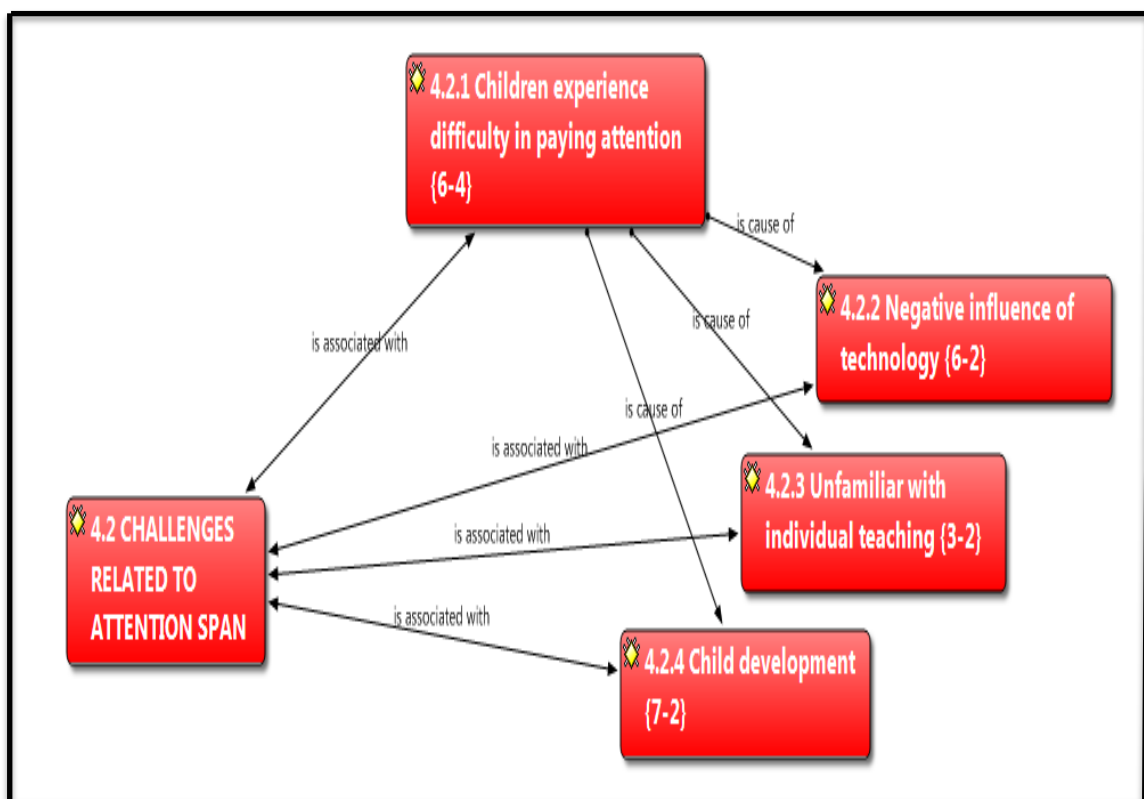 4.2.1 Children experience
difficulty in paying attention
{6-4}
is cause of
4.2.2 Negative influence of
technology {6-2}
is cause of
is associated with
is cause of
is associated with
4.2.3 Unfamiliar with
individual teaching {3-2}
4.2 CHALLENGES
RELATED TO
ATTENTION SPAN
is associated with
is associated with
4.2.4 Child development
{7-2}